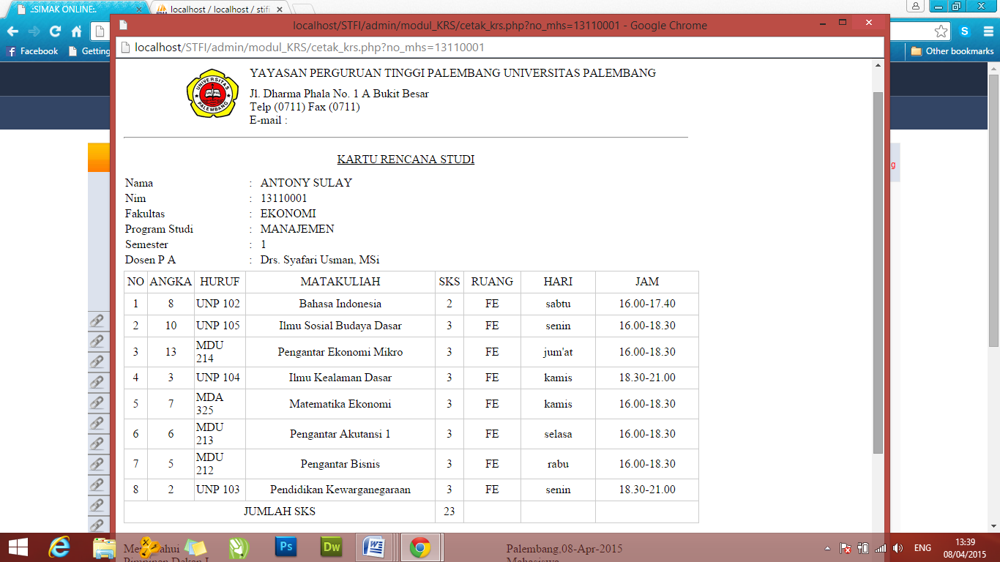 .:SIMAK ONLINE:.
localhost / localhost / stifi
localhost/STFI/admin/modul_KRS/cetak_krs.php?no_mhs=13110001 - Google Chrome
localhost/STFI/admin/modul_KRS/cetak_krs.php?no_mhs=13110001
Facebook
Getting
Other bookmarks
UNIVERSITAS
PALEMBANG
YAYASAN PERGURUAN TINGGI PALEMBANG UNIVERSITAS PALEMBANG
Jl. Dharma Phala No. 1 A Bukit Besar
Telp (0711) Fax (0711)
E-mail :
KARTU RENCANA STUDI
Nama : ANTONY SULAY
Nim : 13110001
Fakultas : EKONOMI
Program Studi : MANAJEMEN
Semester : 1
Dosen P A : Drs. Syafari Usman, MSi
NO ANGKA HURUF MATAKULIAH SKS RUANG HARI JAM
1 8 UNP 102 Bahasa Indonesia 2 FE sabtu 16.00-17.40
2 10 UNP 105 Ilmu Sosial Budaya Dasar 3 FE senin 16.00-18.30
3 13 MDU 214 Pengantar Ekonomi Mikro 3 FE jum'at 16.00-18.30
4 3 UNP 104 Ilmu Kealaman Dasar 3 FE kamis 18.30-21.00
5 7 MDA 325 Matematika Ekonomi 3 FE kamis 16.00-18.30
6 6 MDU 213 Pengantar Akutansi 1 3 FE selasa 16.00-18.30
7 5 MDU 212 Pengantar Bisnis 3 FE rabu 16.00-18.30
8 2 UNP 103 Pendidikan Kewarganegaraan 3 FE senin 18.30-21.00
JUMLAH SKS 23
Palembang.08-Apr-2015
Mahasiswa
Ps
Dw
ENG
13:39
08/04/2015